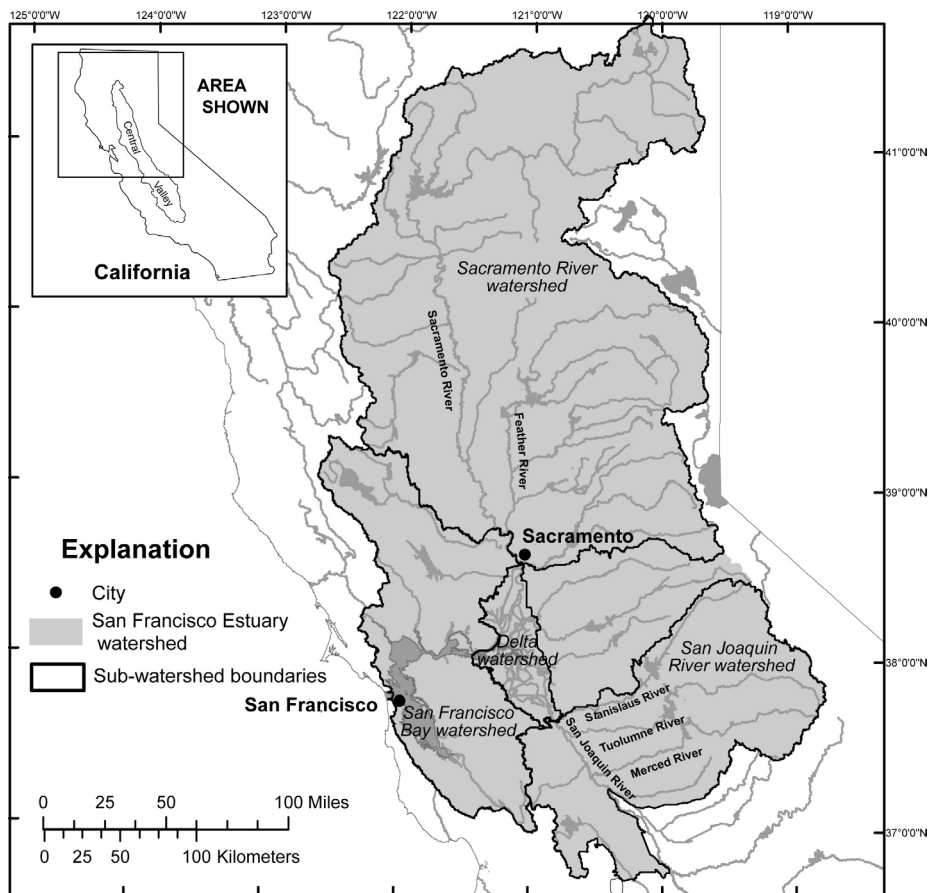 125°0'0"W
124°0'0"W
123°0'0"W
122°0'0"W
121°0'0"W
120°0'0"W
119°0'0"W
AREA
SHOWN
Central
Valley
California
41°0'0"N
40°0'0"N
39°0'0"N
38°0'0"N
37°0'0"N
Sacramento River
watershed
Sacramento River
Feather River
Sacramento
Delta
watershed
San Joaquin
River watershed
Stanislaus River
Tuolumne River
Merced River
San Joaquin River
San Francisco
San Francisco
Bay watershed
Explanation
City
San Francisco Estuary
watershed
Sub-watershed boundaries
0 25 50 100 Miles
0 25 50 100 Kilometers